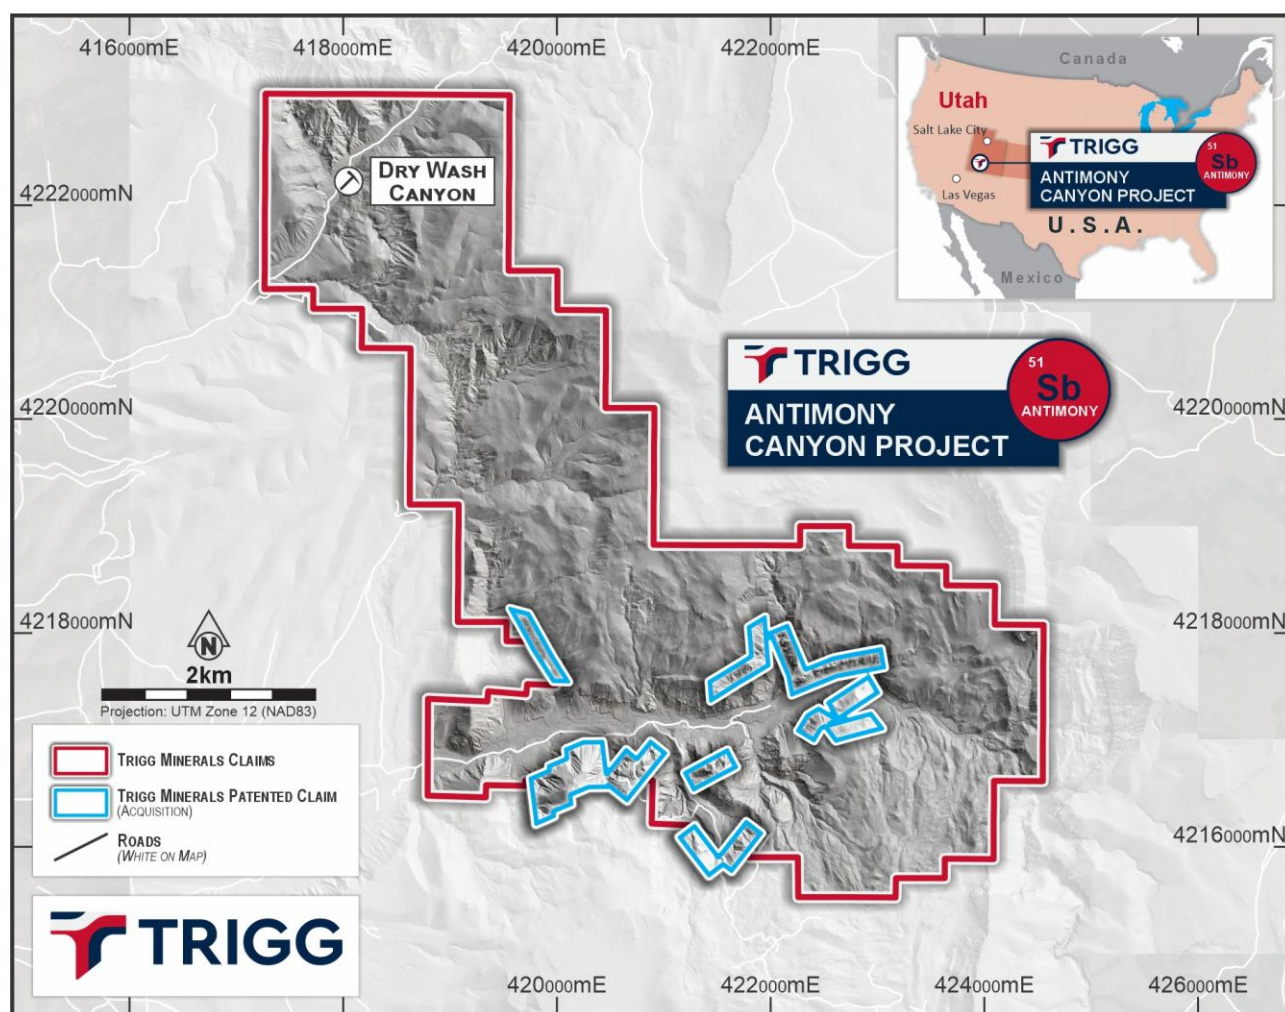 416000mE 418000mE 420000mE 422000mE
Canada
Utah
Salt Lake City
TRIGG
51
Sb
ANTIMONY
ANTIMONY
CANYON PROJECT
Las Vegas
U.S.A.
Mexico
DRY WASH
CANYON
4222000mN
TRIGG
51
Sb
ANTIMONY
ANTIMONY
CANYON PROJECT
4220000mN 4220000mN
4218000mN 4218000mN
N
2km
Projection: UTM Zone 12 (NAD83)
TRIGG MINERALS CLAIMS
TRIGG MINERALS PATENTED CLAIM
(ACQUISITION)
ROADS
(WHITE ON MAP)
4216000mN
TRIGG
420000mE 422000mE 424000mE 426000mE